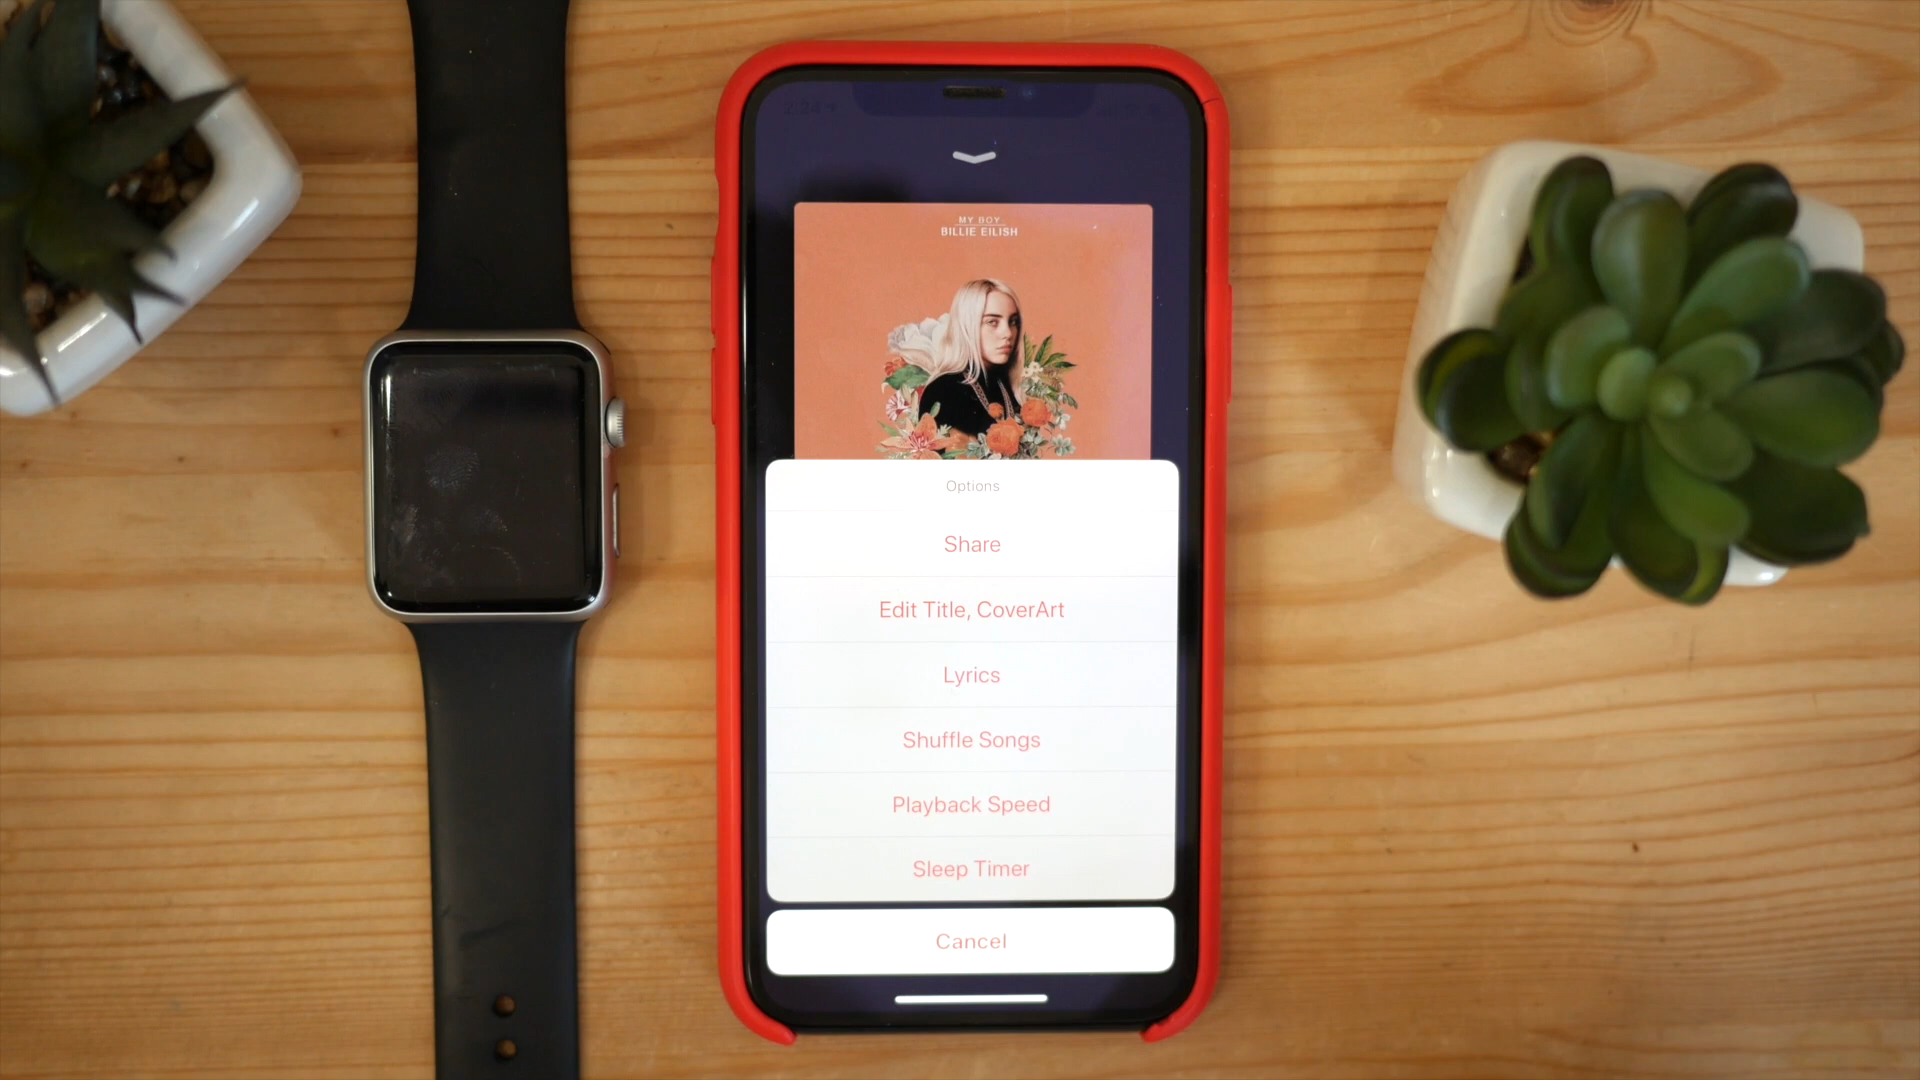 MY BOY
BILLIE EILISH
Options
Share
Edit Title, CoverArt
Lyrics
Shuffle Songs
Playback Speed
Sleep Timer
Cancel